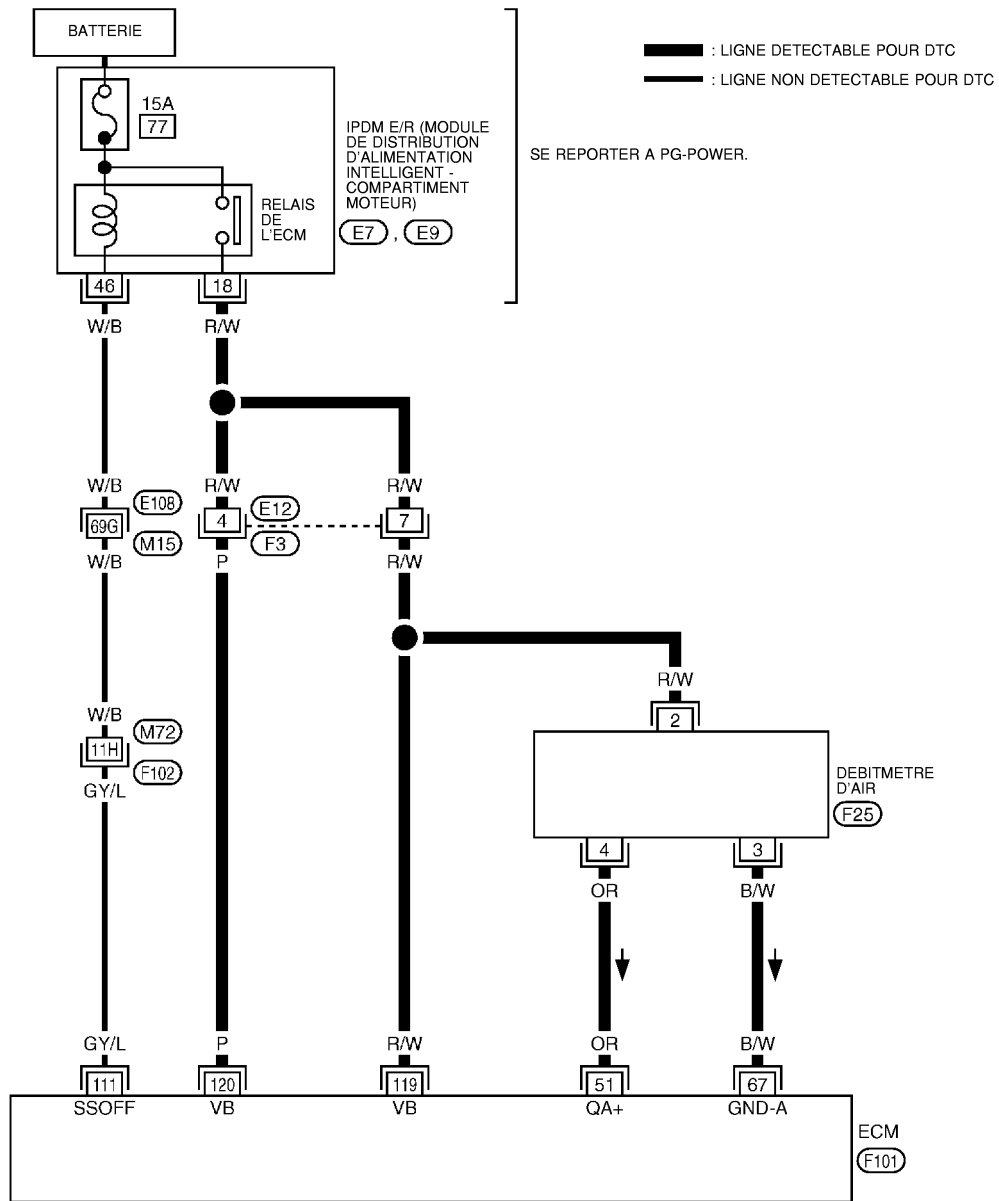 BATTERIE
: LIGNE DETECTABLE POUR DTC
: LIGNE NON DETECTABLE POUR DTC
15A
77
IPDM E/R (MODULE
DE DISTRIBUTION
D'ALIMENTATION
INTELLIGENT -
COMPARTIMENT
MOTEUR)
E7 , E9
SE REPORTER A PG-POWER.
RELAIS
DE
L'ECM
46 18
W/B R/W
W/B R/W R/W
E108 E12
69G 4 7
M15 F3
W/B P R/W
R/W
2
W/B
M72
11H
F102
GY/L
DEBITMETRE
D'AIR
F25
4 3
OR B/W
GY/L P R/W OR B/W
111 120 119 51 67
SSOFF VB VB QA+ GND-A
ECM
F101